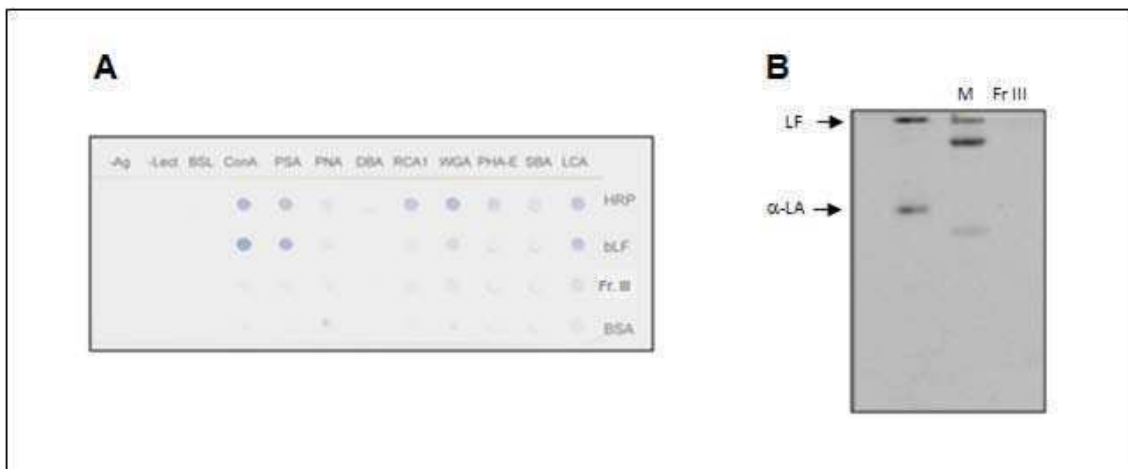 A
-Ag -Lect BSL ConA PSA PNA DBA RCA1 WGA PHA-E SBA LCA
HRP
bLF
Fr. III
BSA
B
M Fr III
LF
α-LA